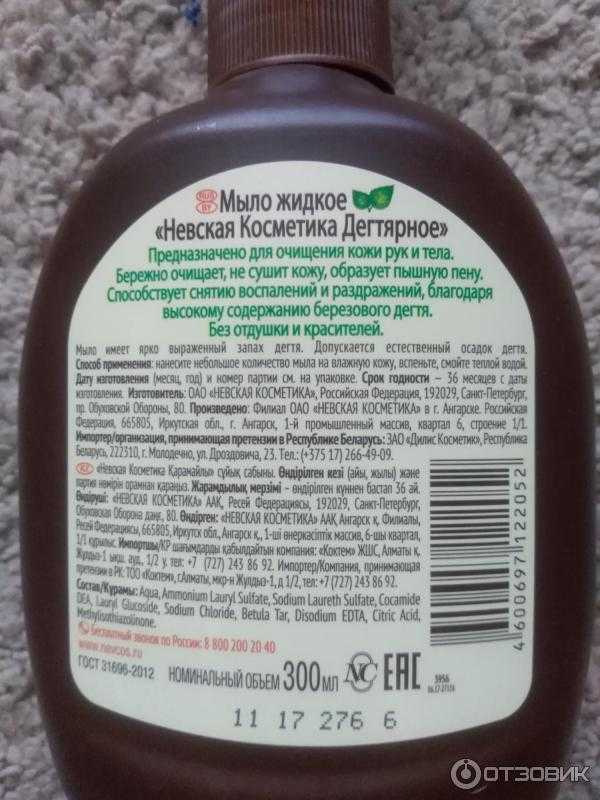 RUS
BY
Мыло жидкое
«Невская Косметика Дегтярное»
Предназначено для очищения кожи рук и тела.
Бережно очищает, не сушит кожу, образует пышную пену.
Способствует снятию воспалений и раздражений, благодаря
высокому содержанию березового дегтя.
Без отдушки и красителей.
Мыло имеет ярко выраженный запах дегтя. Допускается естественный осадок дегтя.
Способ применения: нанесите небольшое количество мыла на влажную кожу, вспеньте, смойте теплой водой.
Дату изготовления (месяц, год) и номер партии см. на упаковке. Срок годности — 36 месяцев с даты
изготовления. Изготовитель: ОАО «НЕВСКАЯ КОСМЕТИКА», Российская Федерация, 192029, Санкт-Петербург,
пр. Обуховской Обороны, 80. Произведено: Филиал ОАО «НЕВСКАЯ КОСМЕТИКА» в г. Ангарске. Российская
Федерация, 665805, Иркутская обл., г. Ангарск, 1-й промышленный массив, квартал 6, строение 1/1.
Импортер/организация, принимающая претензии в Республике Беларусь: ЗАО «Дилис Косметик», Республика
Беларусь, 222310, г. Молодечно, ул. Дроздовича, 23. Тел.: (+375 17) 266-49-09.
KZ «Невская Косметика Қарамайлы» сұйық сабыны. Өндірілген кезі (айы, жылы) және
партия нөмірін орамнан қараңыз. Жарамдылық мерзімі – өндірілген күннен бастап 36 ай.
Өндіруші: «НЕВСКАЯ КОСМЕТИКА» ААҚ, Ресей Федерациясы, 192029, Санкт-Петербург,
Обуховская Оборона даңғ., 80. Өндірген: «НЕВСКАЯ КОСМЕТИКА» ААҚ Ангарск қ. Филиалы,
Ресей Федерациясы, 665805, Иркутск обл., Ангарск қ., 1-ші өнеркәсіптік массив, 6-шы квартал,
1/1 құрылыс. Импортшы/ҚР шағымдарды қабылдайтын компания: «Коктем» ЖШС, Алматы қ.
Жулдыз-1 ықш. ауд., 1/2 үй, тел: +7 (727) 243 86 92. Импортер/Компания, принимающая
претензии в РК: ТОО «Коктем», г.Алматы, мкр-н Жулдыз-1, д 1/2, тел: +7 (727) 243 86 92.
Состав/Құрамы: Aqua, Ammonium Lauryl Sulfate, Sodium Laureth Sulfate, Cocamide
DEA, Lauryl Glucoside, Sodium Chloride, Betula Tar, Disodium EDTA, Citric Acid,
Methylisothiazolinone.
Бесплатный звонок по России: 8 800 200 20 40
www.nevcos.ru
ГОСТ 31696-2012
НОМИНАЛЬНЫЙ ОБЪЕМ 300 мл
НС
EAC
3956
4 600697 122052
11 17 276 6
ОТЗОВИК